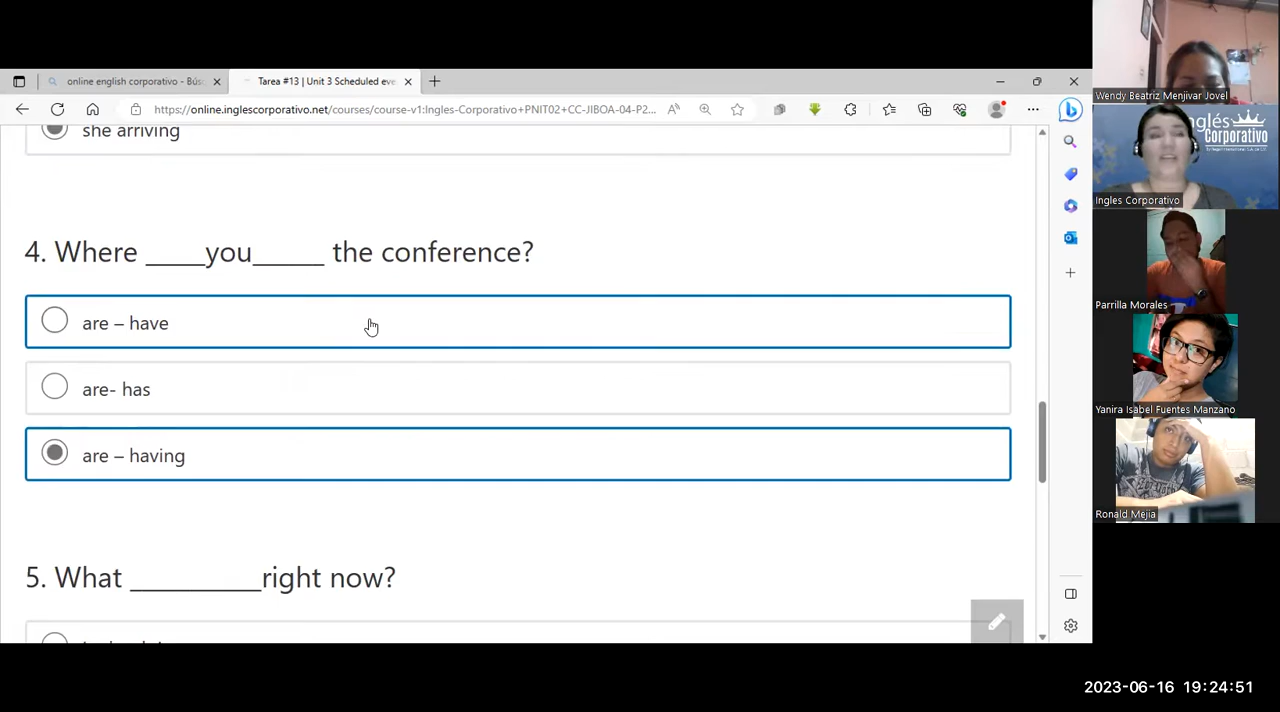 online english corporativo - Bús
Tarea #13 | Unit 3 Scheduled eve
https://online.inglescorporativo.net/courses/course-v1:Ingles-Corporativo+PNIT02+CC-JIBOA-04-P2...
she arriving
4. Where _____you______ the conference?
are – have
are- has
are – having
5. What ___________right now?
Wendy Beatriz Menjivar Jovel
Inglés
Corporativo
Ingles Corporativo
Parrilla Morales
Yanira Isabel Fuentes Manzano
Ronald Mejia
2023-06-16 19:24:51